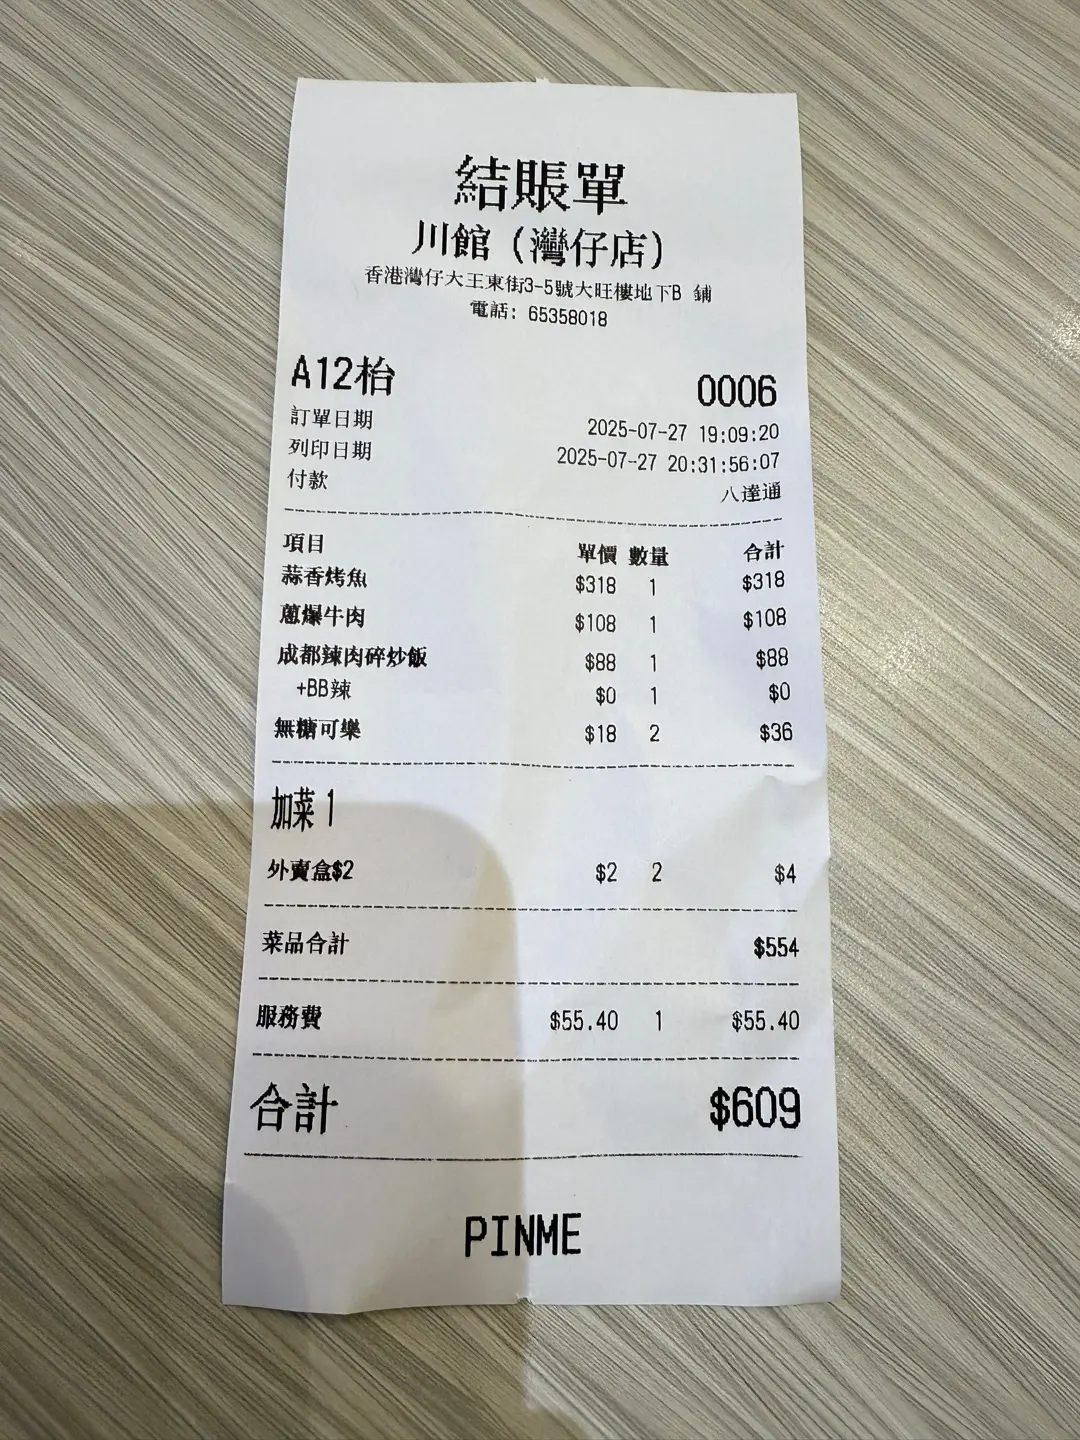 結賬單
川館（灣仔店）
香港灣仔大王東街3-5號大旺樓地下B 鋪
電話: 65358018
A12枱 0006
訂單日期 2025-07-27 19:09:20
列印日期 2025-07-27 20:31:56:07
付款 八達通
項目 單價 數量 合計
蒜香烤魚 $318 1 $318
蔥爆牛肉 $108 1 $108
成都辣肉碎炒飯 $88 1 $88
+BB辣 $0 1 $0
無糖可樂 $18 2 $36
加菜 1
外賣盒$2 $2 2 $4
菜品合計 $554
服務費 $55.40 1 $55.40
合計 $609
PINME